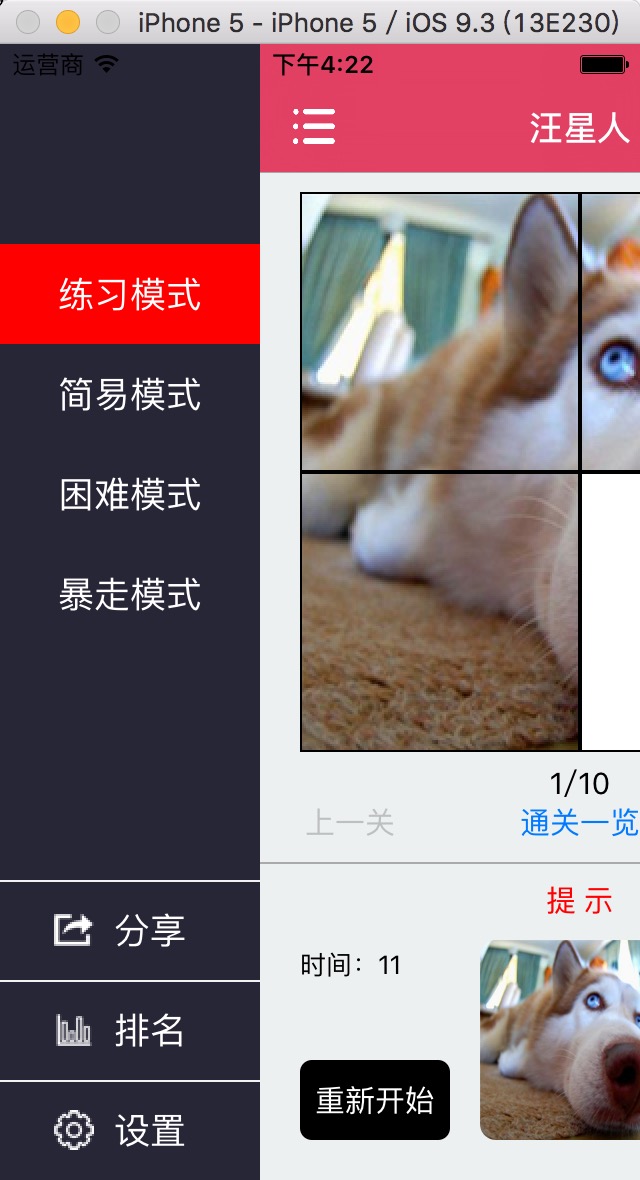 iPhone 5 - iPhone 5 / iOS 9.3 (13E230)
运营商
下午4:22
汪星人
练习模式
简易模式
困难模式
暴走模式
1/10
上一关
通关一览
提 示
时间：11
重新开始
分享
排名
设置